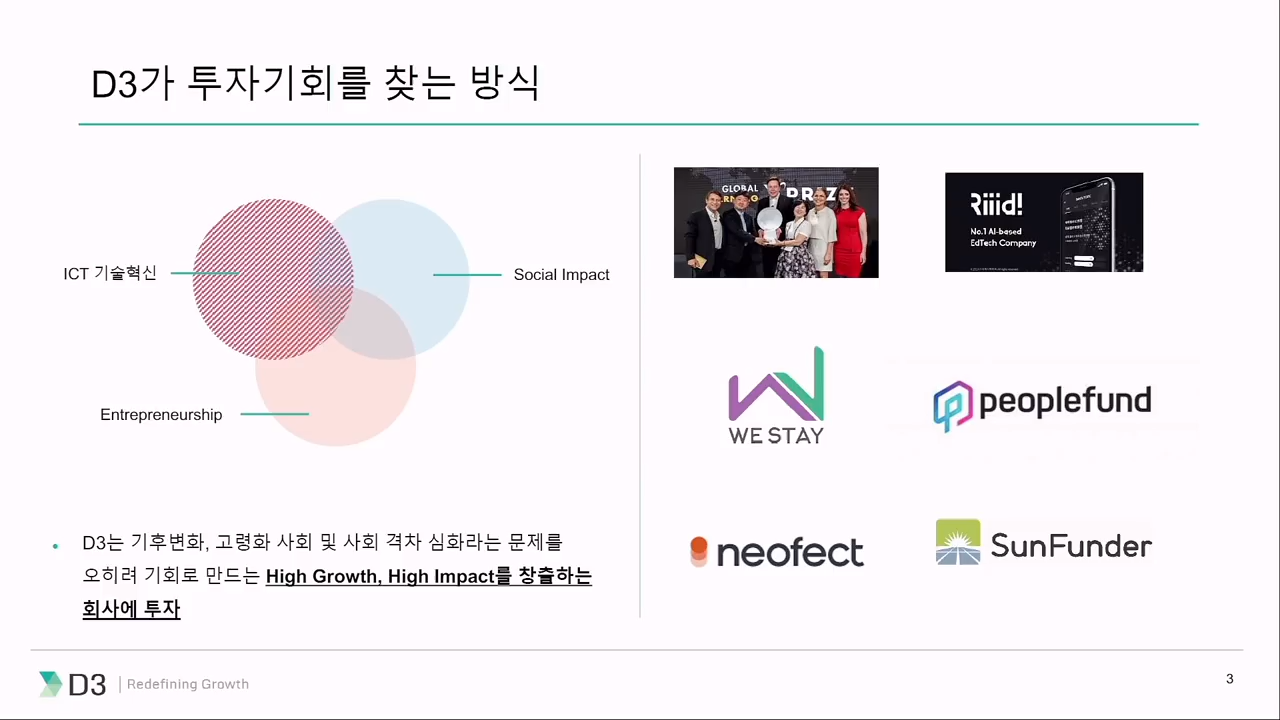 D3가 투자기회를 찾는 방식
ICT 기술혁신
Social Impact
Entrepreneurship
D3는 기후변화, 고령화 사회 및 사회 격차 심화라는 문제를
오히려 기회로 만드는 High Growth, High Impact를 창출하는
회사에 투자
GLOBAL
PRIZE
Riiid!
No.1 AI-based
EdTech Company
WE STAY
peoplefund
neofect
SunFunder
D3 | Redefining Growth
3